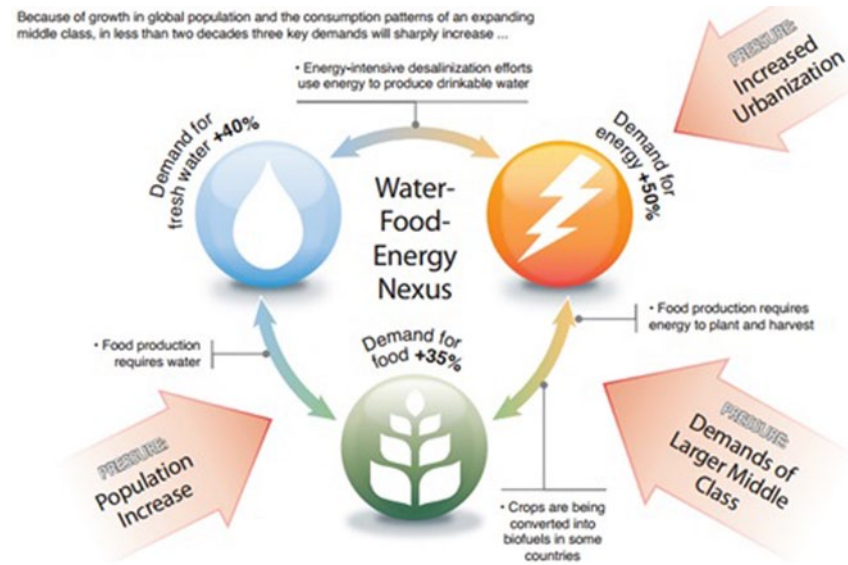 Because of growth in global population and the consumption patterns of an expanding
middle class, in less than two decades three key demands will sharply increase ...
• Energy-intensive desalinization efforts
use energy to produce drinkable water
PRESSURE:
Increased
Urbanization
Demand for
fresh water +40%
Demand for
energy +50%
Water-
Food-
Energy
Nexus
• Food production
requires water
Demand for
food +35%
• Food production requires
energy to plant and harvest
PRESSURE:
Population
Increase
PRESSURE:
Demands of
Larger Middle
Class
• Crops are being
converted into
biofuels in some
countries